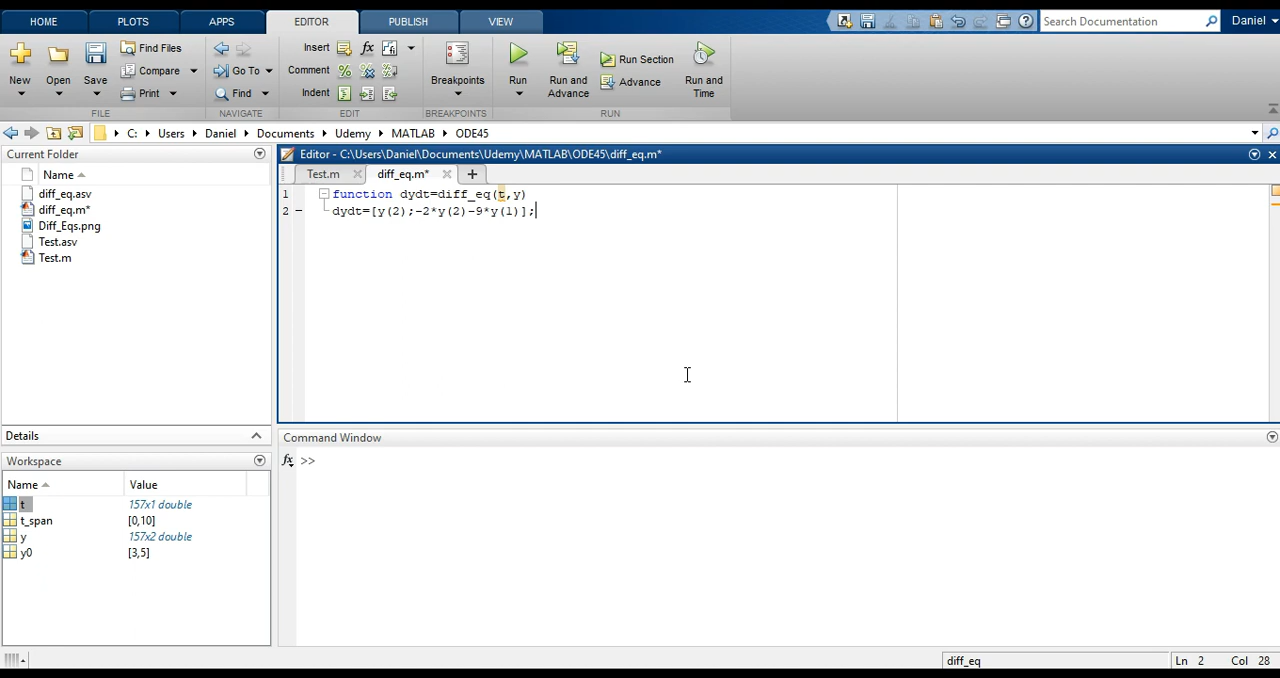 HOME PLOTS APPS EDITOR PUBLISH VIEW Search Documentation Daniel
New Open Save Find Files Compare Print
Go To Find
Insert fx
Comment
Indent
Breakpoints
Run Run and Advance Run Section Advance Run and Time
FILE NAVIGATE EDIT BREAKPOINTS RUN
C: Users Daniel Documents Udemy MATLAB ODE45
Current Folder
Name
diff_eq.asv
diff_eq.m*
Diff_Eqs.png
Test.asv
Test.m
Details
Workspace
Name Value
t 157x1 double
t_span [0,10]
y 157x2 double
y0 [3,5]
Editor - C:\Users\Daniel\Documents\Udemy\MATLAB\ODE45\diff_eq.m*
Test.m diff_eq.m*
1 function dydt=diff_eq(t,y)
2 dydt=[y(2);-2*y(2)-9*y(1)];
Command Window
fx >>
diff_eq Ln 2 Col 28